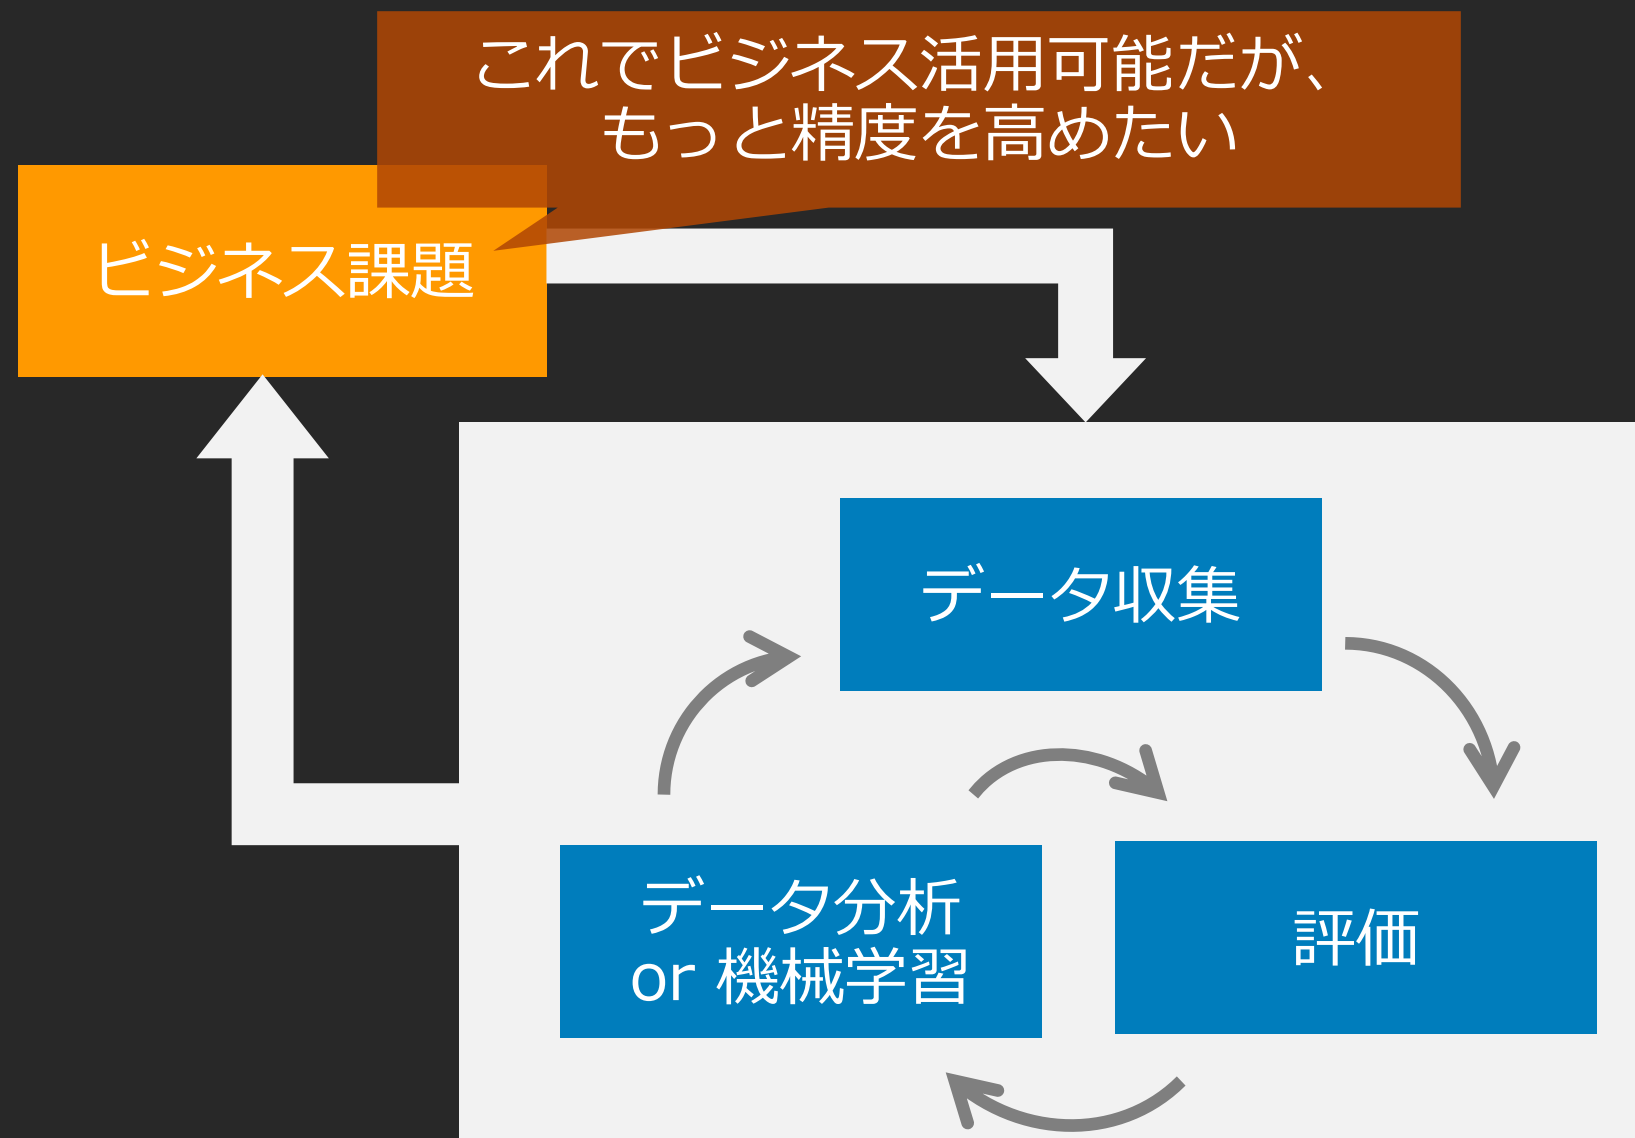 これでビジネス活用可能だが、
もっと精度を高めたい
ビジネス課題
データ収集
データ分析
or 機械学習
評価